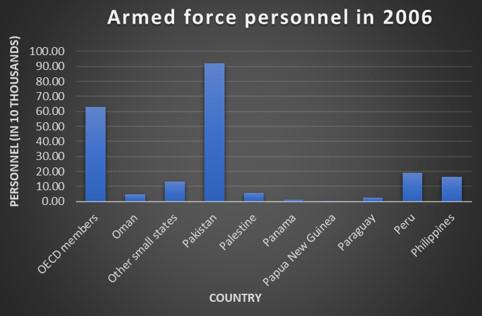 Armed force personnel in 2006
PERSONNEL (IN 10 THOUSANDS)
100.00
90.00
80.00
70.00
60.00
50.00
40.00
30.00
20.00
10.00
0.00
OECD members
Oman
Other small states
Pakistan
Palestine
Panama
Papua New Guinea
Paraguay
Peru
Philippines
COUNTRY